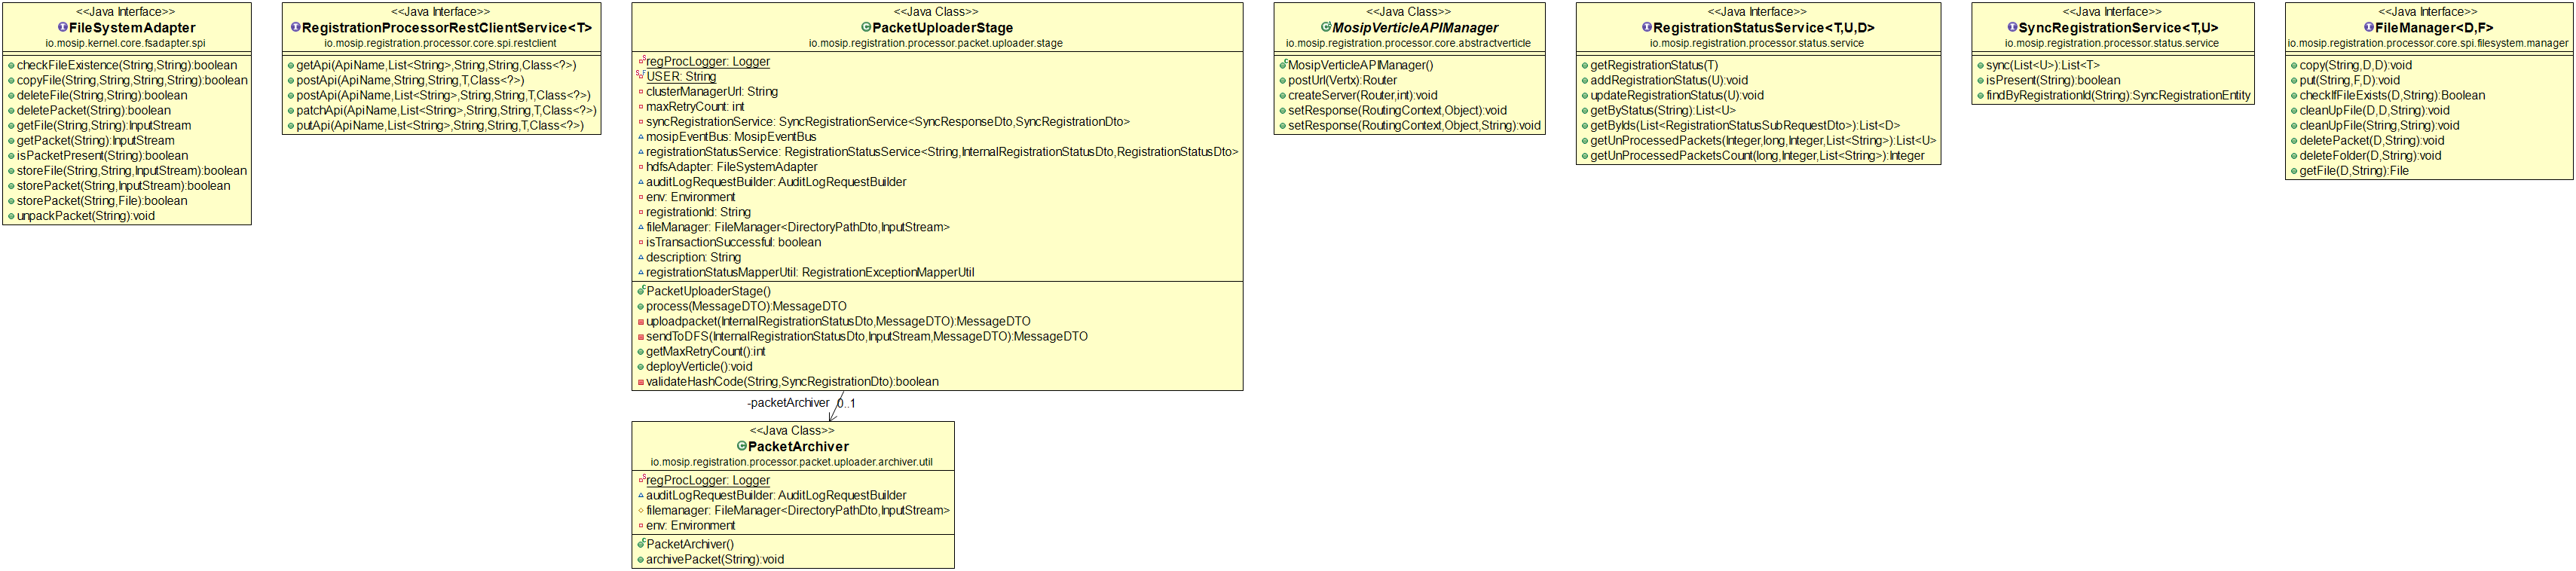 <<Java Interface>>
FileSystemAdapter
io.mosip.kernel.core.fsadapter.spi
checkFileExistence(String,String):boolean
copyFile(String,String,String,String):boolean
deleteFile(String,String):boolean
deletePacket(String):boolean
getFile(String,String):InputStream
getPacket(String):InputStream
isPacketPresent(String):boolean
storeFile(String,String,InputStream):boolean
storePacket(String,InputStream):boolean
storePacket(String,File):boolean
unpackPacket(String):void
<<Java Interface>>
RegistrationProcessorRestClientService<T>
io.mosip.registration.processor.core.spi.restclient
getApi(ApiName,List<String>,String,String,Class<?>)
postApi(ApiName,String,String,T,Class<?>)
postApi(ApiName,List<String>,String,String,T,Class<?>)
patchApi(ApiName,List<String>,String,String,T,Class<?>)
putApi(ApiName,List<String>,String,String,T,Class<?>)
<<Java Class>>
PacketUploaderStage
io.mosip.registration.processor.packet.uploader.stage
regProcLogger: Logger
USER: String
clusterManagerUrl: String
maxRetryCount: int
syncRegistrationService: SyncRegistrationService<SyncResponseDto,SyncRegistrationDto>
mosipEventBus: MosipEventBus
registrationStatusService: RegistrationStatusService<String,InternalRegistrationStatusDto,RegistrationStatusDto>
hdfsAdapter: FileSystemAdapter
auditLogRequestBuilder: AuditLogRequestBuilder
env: Environment
registrationId: String
fileManager: FileManager<DirectoryPathDto,InputStream>
isTransactionSuccessful: boolean
description: String
registrationStatusMapperUtil: RegistrationExceptionMapperUtil
PacketUploaderStage()
process(MessageDTO):MessageDTO
uploadpacket(InternalRegistrationStatusDto,MessageDTO):MessageDTO
sendToDFS(InternalRegistrationStatusDto,InputStream,MessageDTO):MessageDTO
getMaxRetryCount():int
deployVerticle():void
validateHashCode(String,SyncRegistrationDto):boolean
-packetArchiver 0..1
<<Java Class>>
PacketArchiver
io.mosip.registration.processor.packet.uploader.archiver.util
regProcLogger: Logger
auditLogRequestBuilder: AuditLogRequestBuilder
filemanager: FileManager<DirectoryPathDto,InputStream>
env: Environment
PacketArchiver()
archivePacket(String):void
<<Java Class>>
MosipVerticleAPIManager
io.mosip.registration.processor.core.abstractverticle
MosipVerticleAPIManager()
postUrl(Vertx):Router
createServer(Router,int):void
setResponse(RoutingContext,Object):void
setResponse(RoutingContext,Object,String):void
<<Java Interface>>
RegistrationStatusService<T,U,D>
io.mosip.registration.processor.status.service
getRegistrationStatus(T)
addRegistrationStatus(U):void
updateRegistrationStatus(U):void
getByStatus(String):List<U>
getByIds(List<RegistrationStatusSubRequestDto>):List<D>
getUnProcessedPackets(Integer,long,Integer,List<String>):List<U>
getUnProcessedPacketsCount(long,Integer,List<String>):Integer
<<Java Interface>>
SyncRegistrationService<T,U>
io.mosip.registration.processor.status.service
sync(List<U>):List<T>
isPresent(String):boolean
findByRegistrationId(String):SyncRegistrationEntity
<<Java Interface>>
FileManager<D,F>
io.mosip.registration.processor.core.spi.filesystem.manager
copy(String,D,D):void
put(String,F,D):void
checkIfFileExists(D,String):Boolean
cleanUpFile(D,D,String):void
cleanUpFile(String,String):void
deletePacket(D,String):void
deleteFolder(D,String):void
getFile(D,String):File